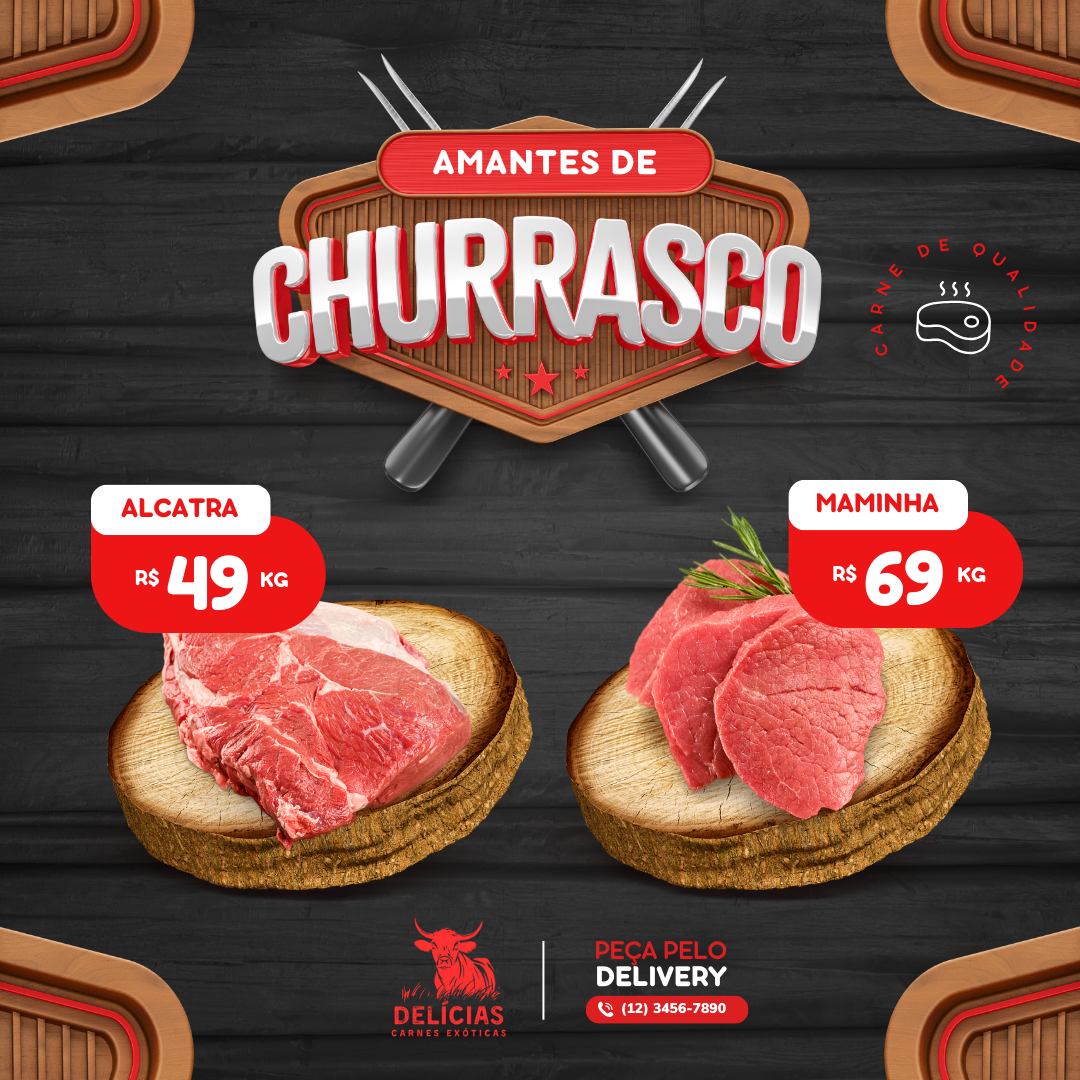 AMANTES DE
CHURRASCO
CARNE DE QUALIDADE
ALCATRA
R$ 49 KG
MAMINHA
R$ 69 KG
DELÍCIAS
CARNES EXÓTICAS
PEÇA PELO
DELIVERY
(12) 3456-7890